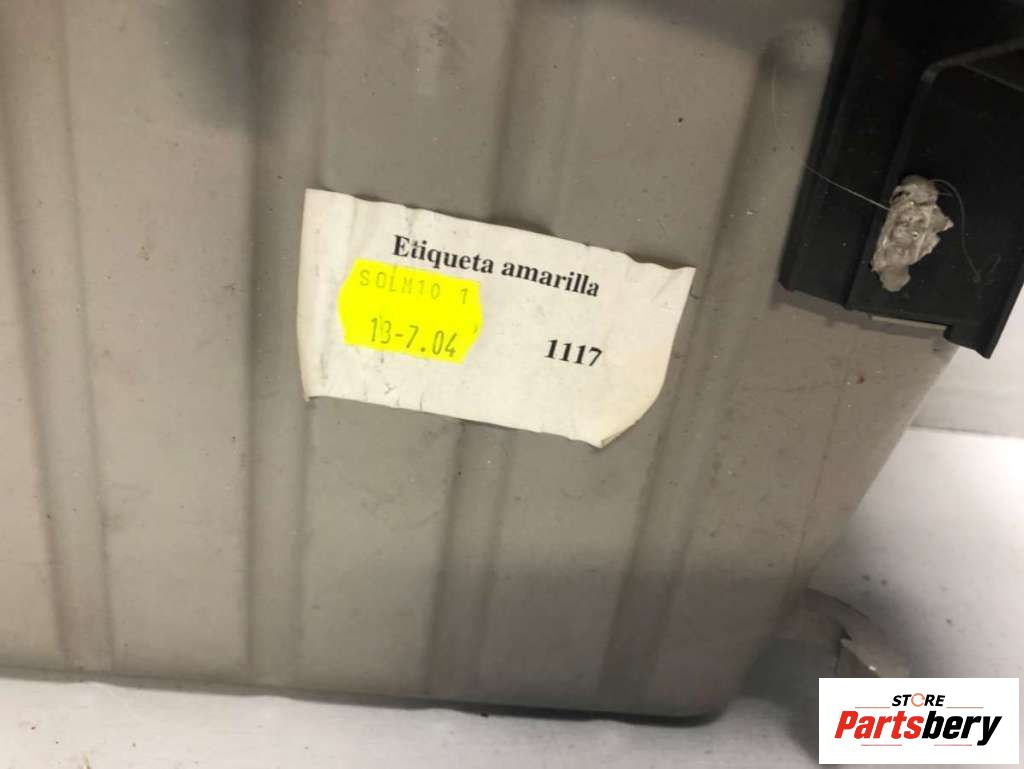 Etiqueta amarilla
SOLM10 1
13-7.04
1117
STORE
Partsbery